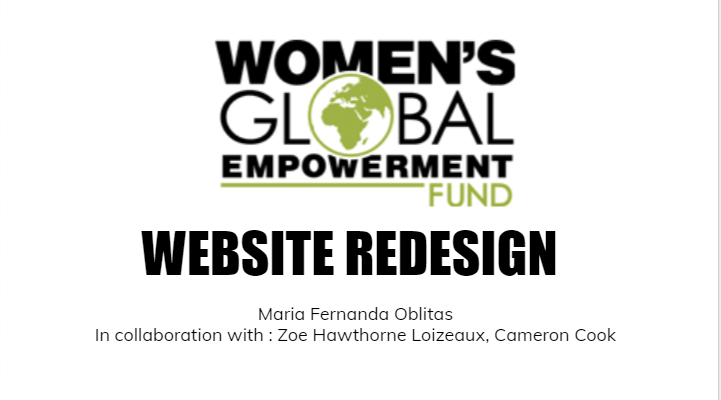 WOMEN'S
GLOBAL
EMPOWERMENT
FUND
WEBSITE REDESIGN
Maria Fernanda Oblitas
In collaboration with : Zoe Hawthorne Loizeaux, Cameron Cook